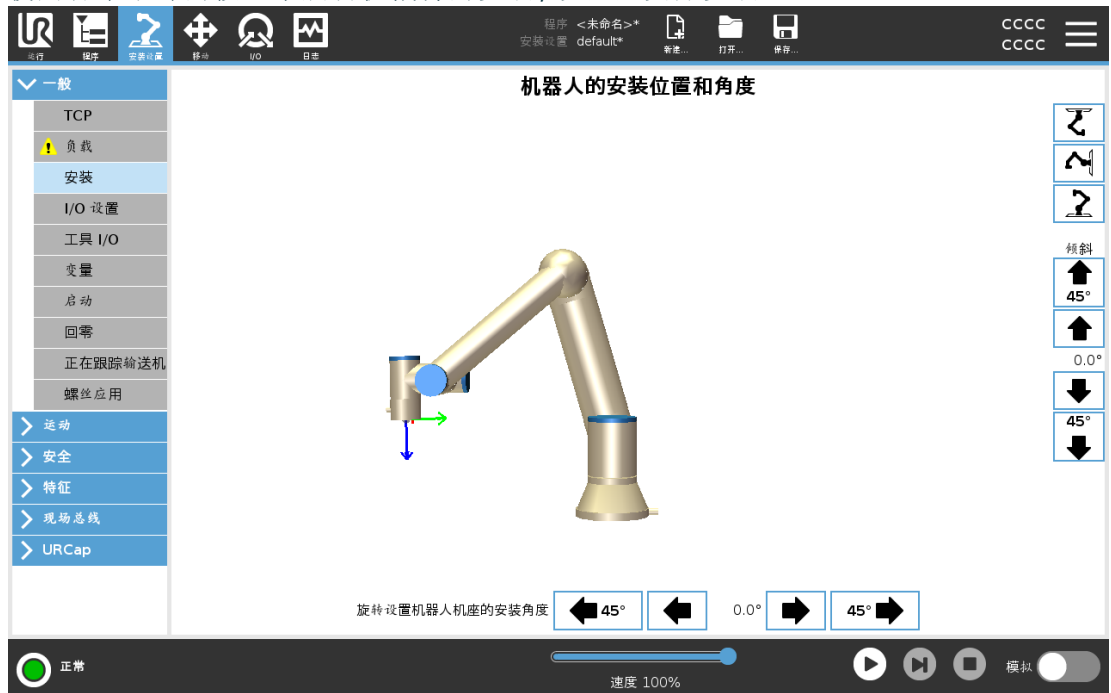 UR
运行
程序
安装设置
移动
I/O
日志
程序 <未命名>*
安装设置 default*
新建...
打开...
保存...
CCCC
CCCC
一般
TCP
负载
安装
I/O 设置
工具 I/O
变量
启动
回零
正在跟踪输送机
螺丝应用
运动
安全
特征
现场总线
URCap
机器人的安装位置和角度
倾斜
45°
0.0°
45°
旋转设置机器人机座的安装角度 45° 0.0° 45°
正常
速度 100%
模拟